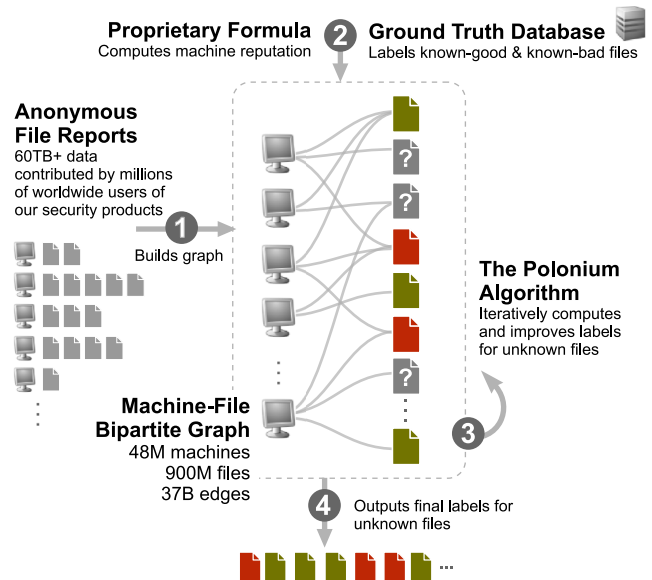 Proprietary Formula
Computes machine reputation
2
Ground Truth Database
Labels known-good & known-bad files
Anonymous
File Reports
60TB+ data
contributed by millions
of worldwide users of
our security products
1
Builds graph
?
?
?
The Polonium
Algorithm
Iteratively computes
and improves labels
for unknown files
3
Machine-File
Bipartite Graph
48M machines
900M files
37B edges
4
Outputs final labels for
unknown files